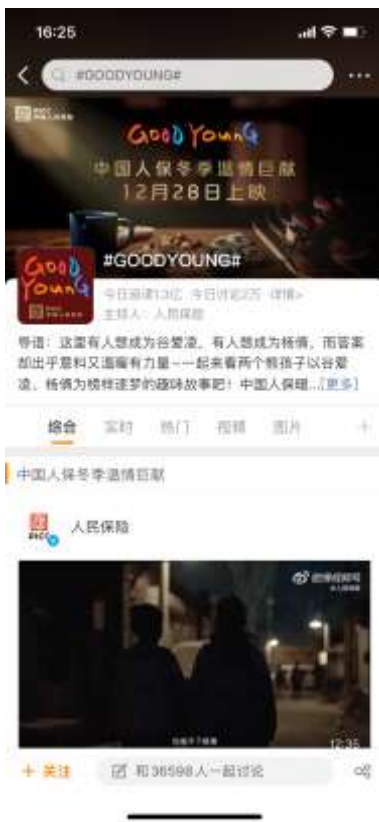 16:25
#GOODYOUNG#
GOOD YOUNG
中国人保冬季温情巨献
12月28日上映
GOOD
YOUNG
#GOODYOUNG#
今日阅读1.3亿 今日讨论2万 详情>
主持人：人民保险
导语：这里有人想成为谷爱凌，有人想成为杨倩，而答案
却出乎意料又温暖有力量~一起来看两个熊孩子以谷爱
凌、杨倩为榜样逐梦的趣味故事吧！中国人保暖...[更多]
综合 实时 热门 视频 图片
中国人保冬季温情巨献
PICC
人民保险
12:35
+ 关注
和36598人一起讨论